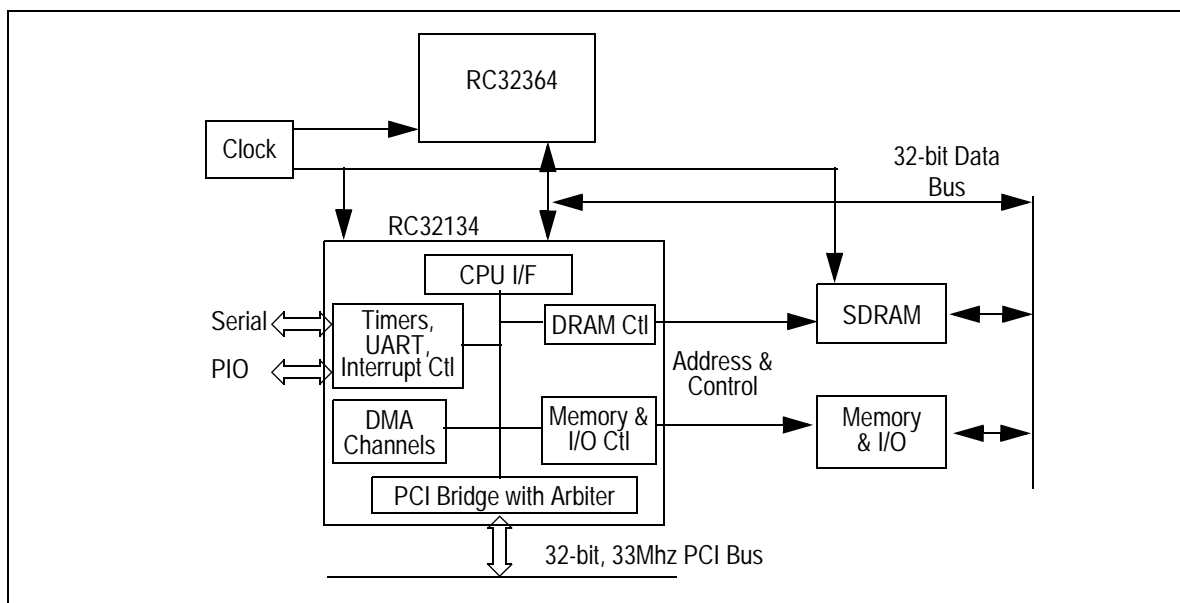 RC32364
Clock
32-bit Data
Bus
RC32134
CPU I/F
Serial
PIO
Timers,
UART,
Interrupt Ctl
DRAM Ctl
SDRAM
Address &
Control
DMA
Channels
Memory &
I/O Ctl
Memory
& I/O
PCI Bridge with Arbiter
32-bit, 33Mhz PCI Bus